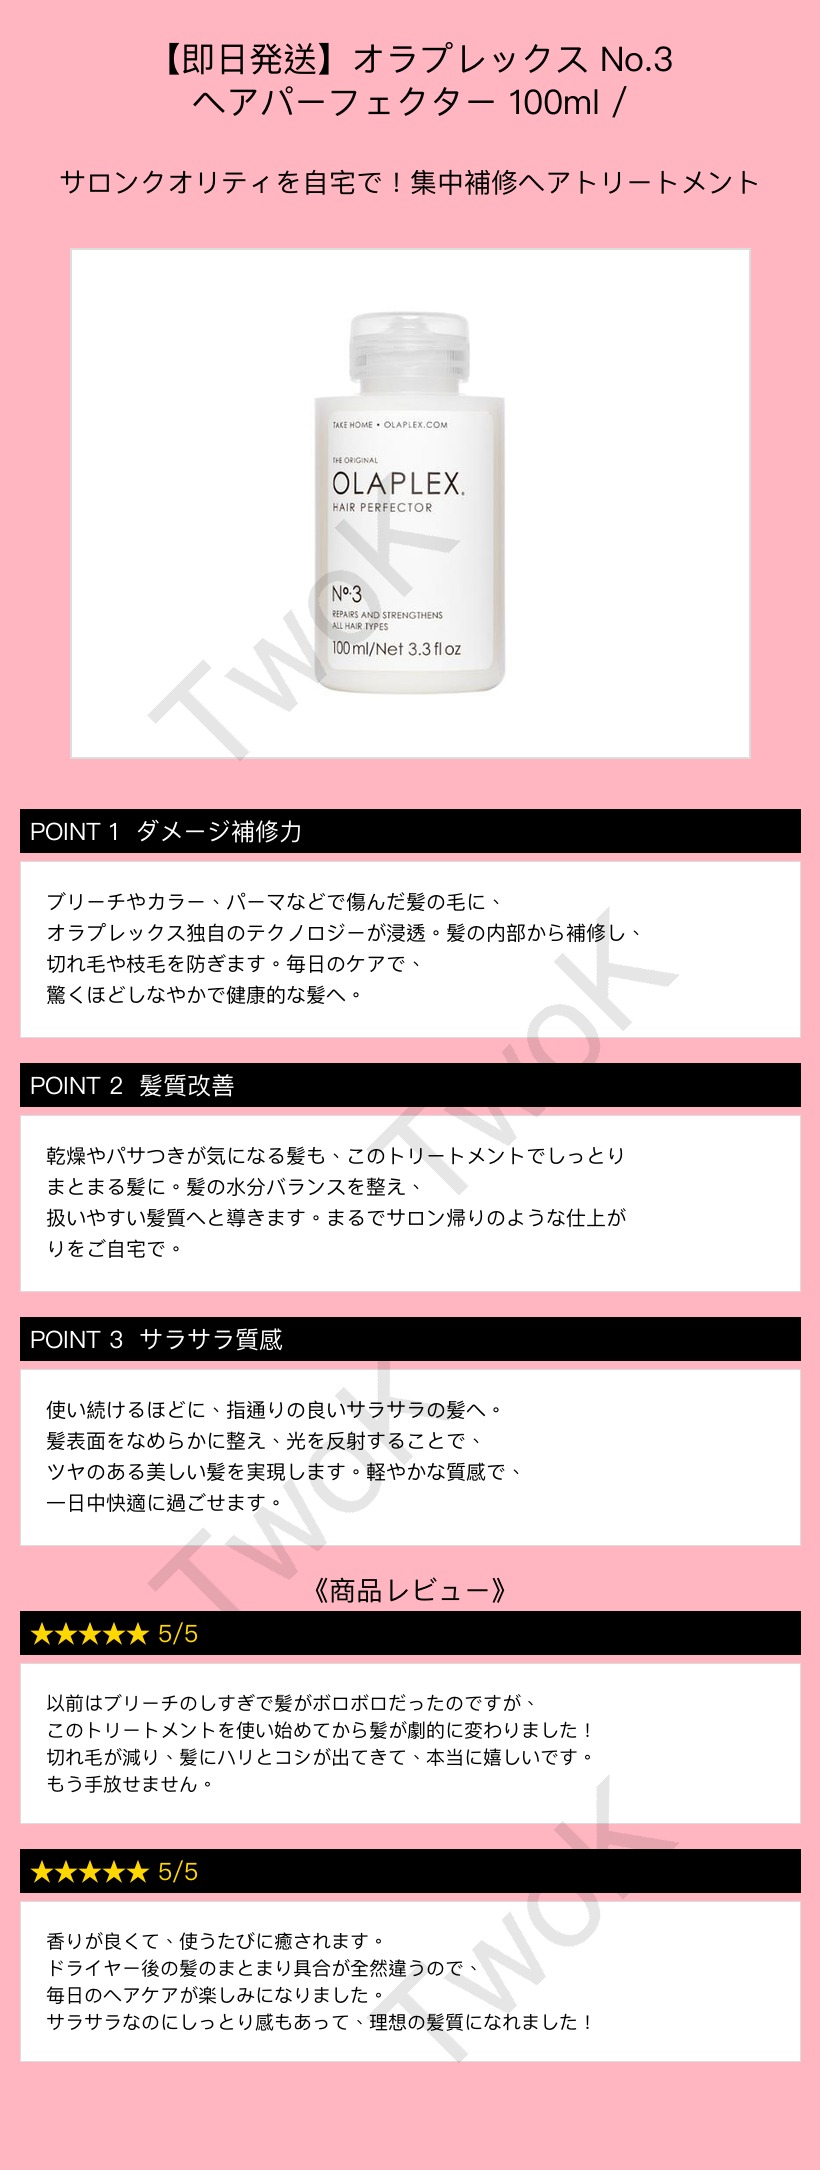 【即日発送】オラプレックス No.3
ヘアパーフェクター 100ml /
サロンクオリティを自宅で！集中補修ヘアトリートメント
TAKE HOME • OLAPLEX.COM
THE ORIGINAL
OLAPLEX.
HAIR PERFECTOR
Nº.3
REPAIRS AND STRENGTHENS
ALL HAIR TYPES
100 ml/Net 3.3 fl oz
TwoK
POINT 1 ダメージ補修力
ブリーチやカラー、パーマなどで傷んだ髪の毛に、
オラプレックス独自のテクノロジーが浸透。髪の内部から補修し、
切れ毛や枝毛を防ぎます。毎日のケアで、
驚くほどしなやかで健康的な髪へ。
TwoK
POINT 2 髪質改善
乾燥やパサつきが気になる髪も、このトリートメントでしっとり
まとまる髪に。髪の水分バランスを整え、
扱いやすい髪質へと導きます。まるでサロン帰りのような仕上が
りをご自宅で。
POINT 3 サラサラ質感
使い続けるほどに、指通りの良いサラサラの髪へ。
髪表面をなめらかに整え、光を反射することで、
ツヤのある美しい髪を実現します。軽やかな質感で、
一日中快適に過ごせます。
TwoK
《商品レビュー》
★★★★★ 5/5
以前はブリーチのしすぎで髪がボロボロだったのですが、
このトリートメントを使い始めてから髪が劇的に変わりました！
切れ毛が減り、髪にハリとコシが出てきて、本当に嬉しいです。
もう手放せません。
★★★★★ 5/5
香りが良くて、使うたびに癒されます。
ドライヤー後の髪のまとまり具合が全然違うので、
毎日のヘアケアが楽しみになりました。
サラサラなのにしっとり感もあって、理想の髪質になれました！
TwoK